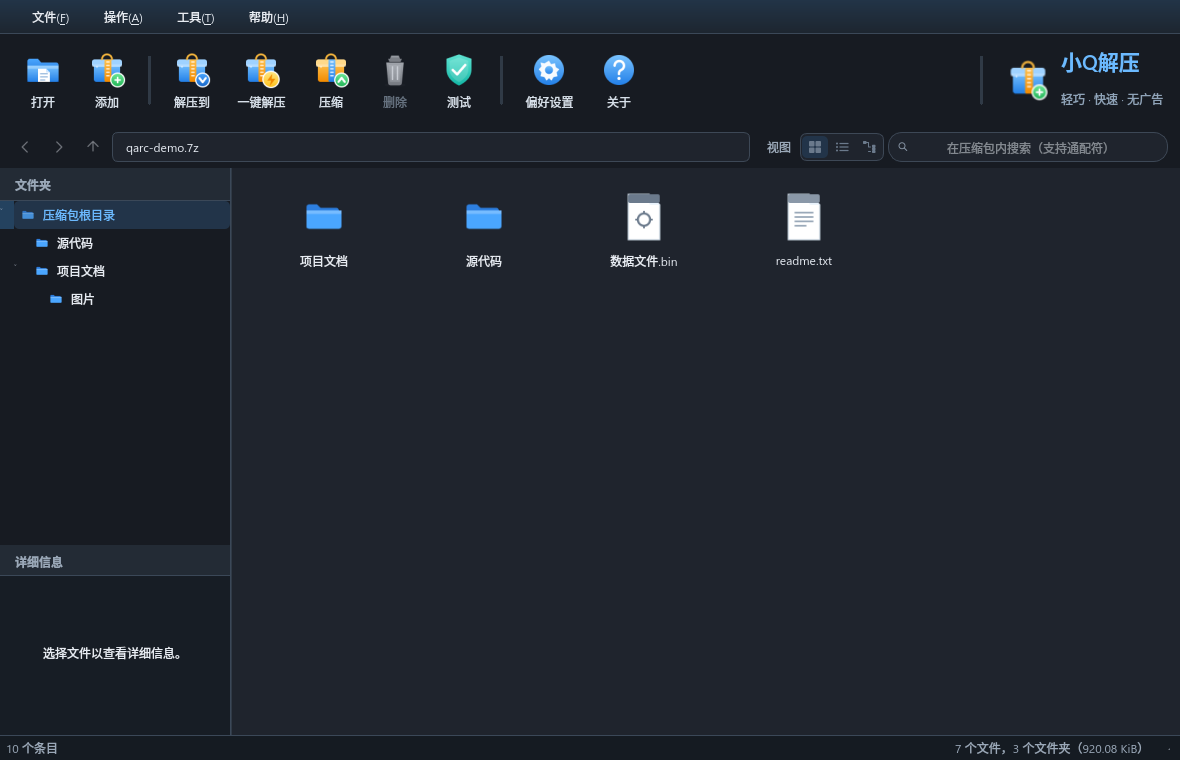 文件(F) 操作(A) 工具(T) 帮助(H)
打开 添加 解压到 一键解压 压缩 删除 测试 偏好设置 关于
小Q解压
轻巧 · 快速 · 无广告
qarc-demo.7z 视图 在压缩包内搜索（支持通配符）
文件夹
压缩包根目录
源代码
项目文档
图片
项目文档 源代码 数据文件.bin readme.txt
详细信息
选择文件以查看详细信息。
10 个条目 7 个文件，3 个文件夹（920.08 KiB）